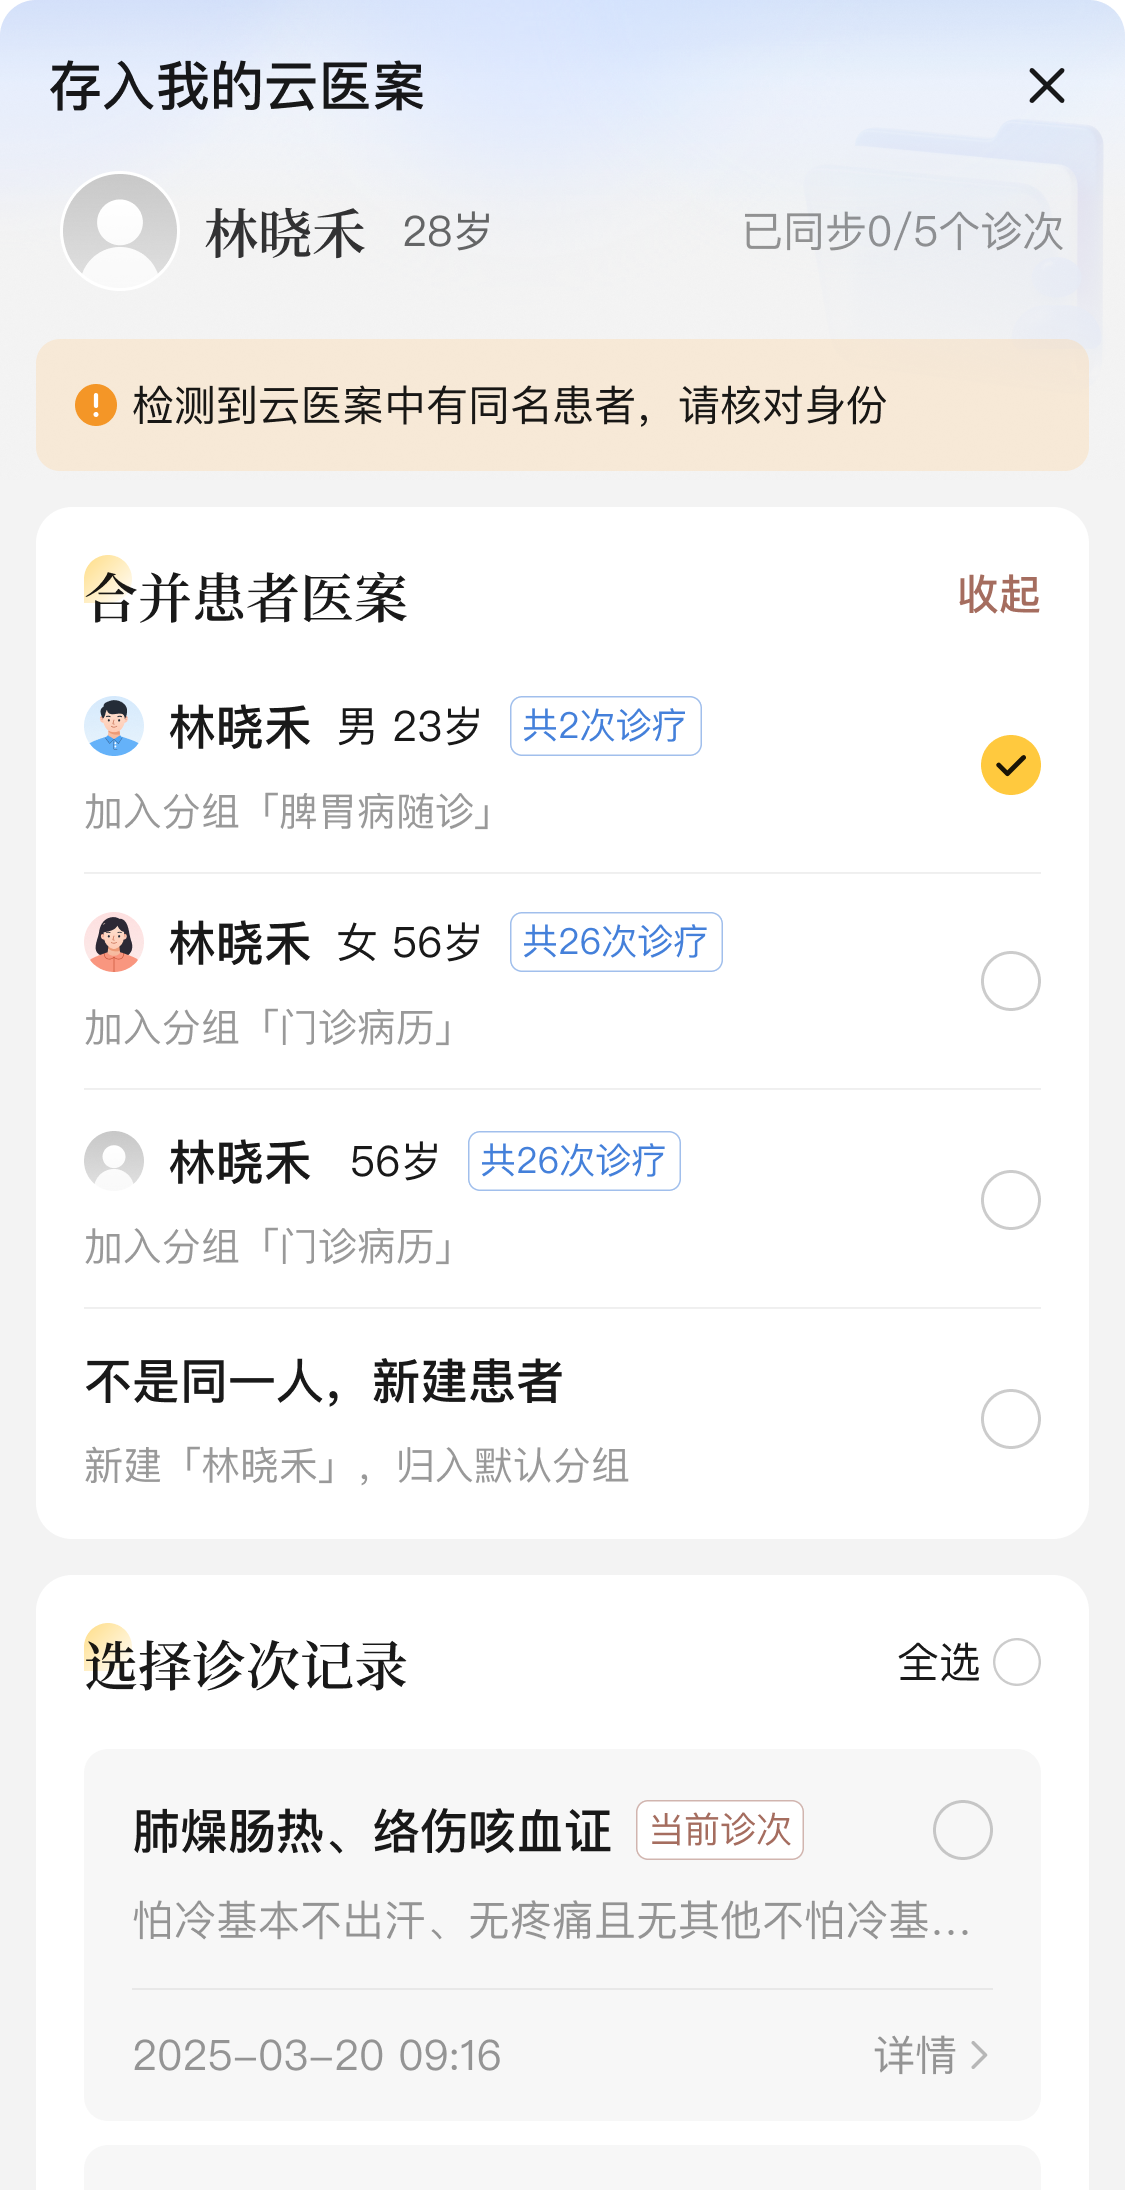 存入我的云医案
林晓禾 28岁 已同步0/5个诊次
检测到云医案中有同名患者，请核对身份
合并患者医案 收起
林晓禾 男 23岁 共2次诊疗
加入分组「脾胃病随诊」
林晓禾 女 56岁 共26次诊疗
加入分组「门诊病历」
林晓禾 56岁 共26次诊疗
加入分组「门诊病历」
不是同一人，新建患者
新建「林晓禾」，归入默认分组
选择诊次记录 全选
肺燥肠热、络伤咳血证 当前诊次
怕冷基本不出汗、无疼痛且无其他不怕冷基...
2025-03-20 09:16 详情